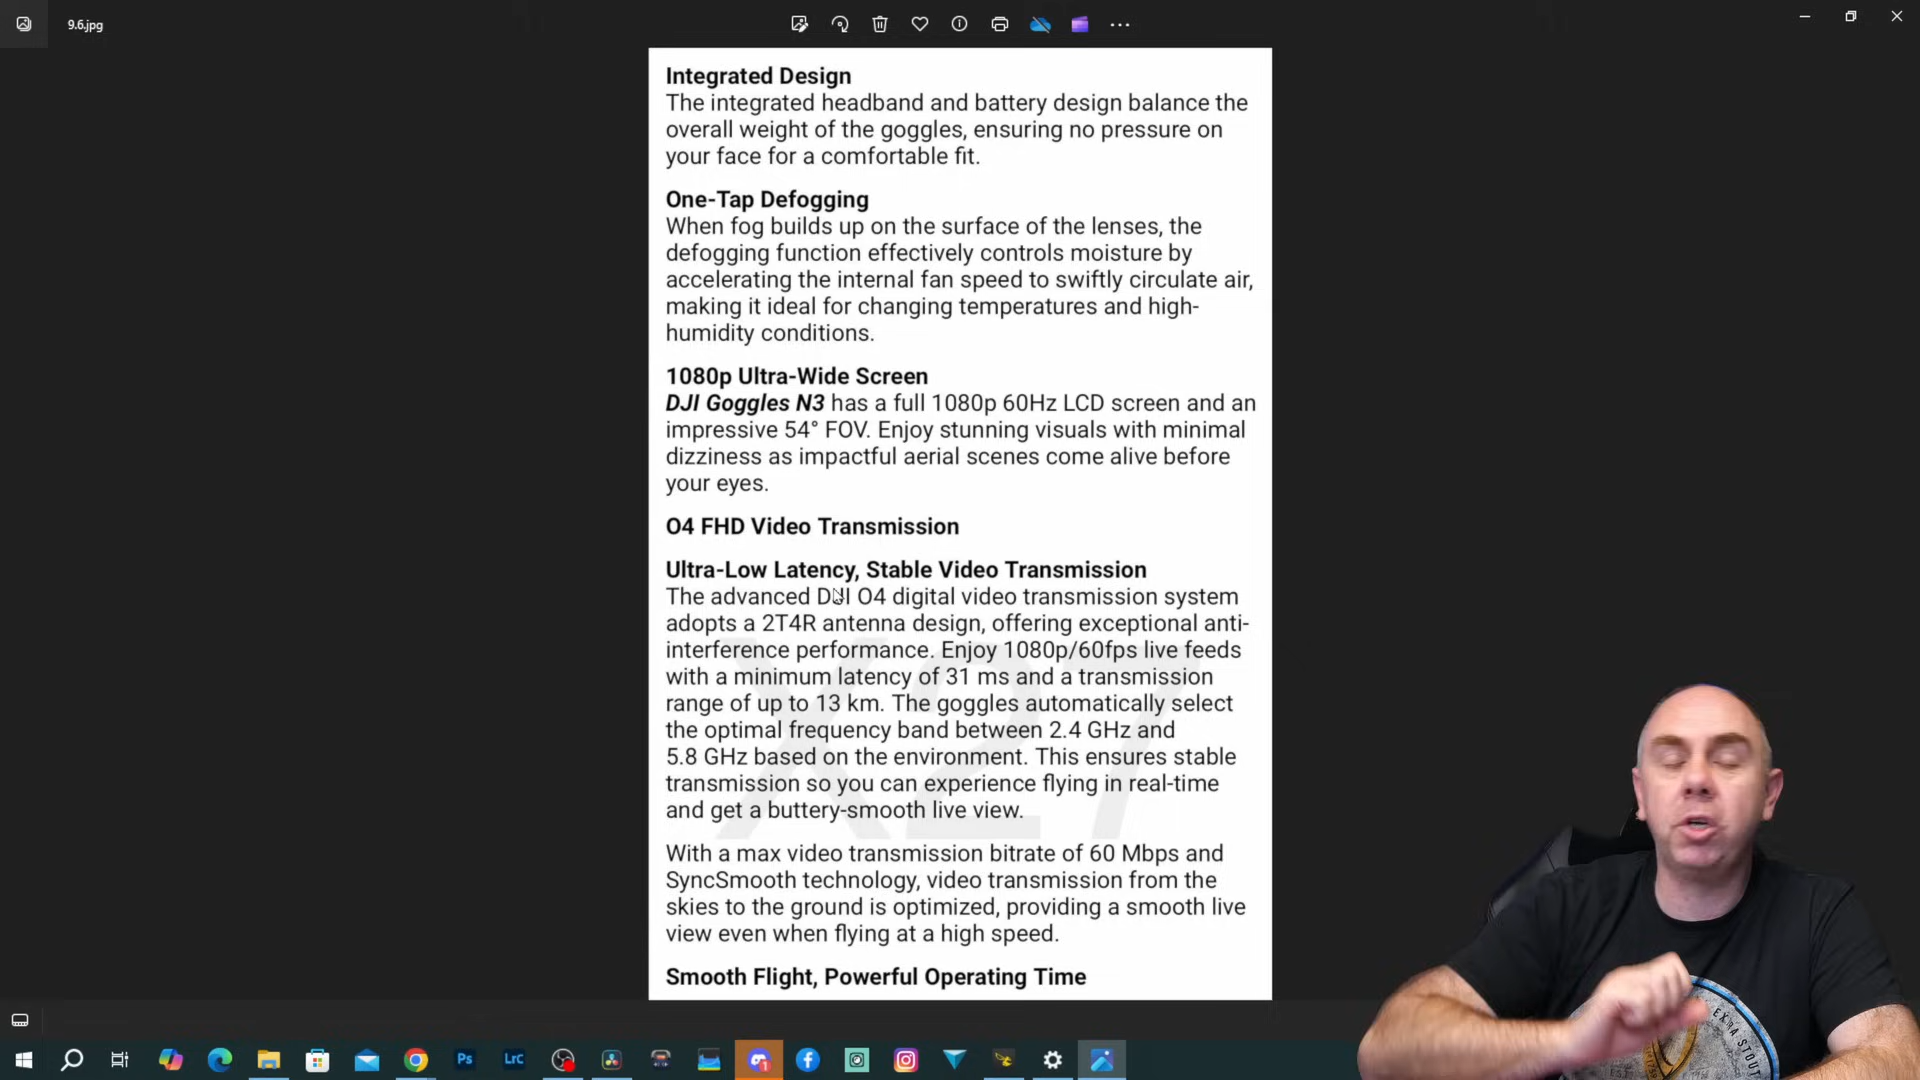 9.6.jpg
Integrated Design
The integrated headband and battery design balance the
overall weight of the goggles, ensuring no pressure on
your face for a comfortable fit.
One-Tap Defogging
When fog builds up on the surface of the lenses, the
defogging function effectively controls moisture by
accelerating the internal fan speed to swiftly circulate air,
making it ideal for changing temperatures and high-
humidity conditions.
1080p Ultra-Wide Screen
DJI Goggles N3 has a full 1080p 60Hz LCD screen and an
impressive 54° FOV. Enjoy stunning visuals with minimal
dizziness as impactful aerial scenes come alive before
your eyes.
O4 FHD Video Transmission
Ultra-Low Latency, Stable Video Transmission
The advanced DJI O4 digital video transmission system
adopts a 2T4R antenna design, offering exceptional anti-
interference performance. Enjoy 1080p/60fps live feeds
with a minimum latency of 31 ms and a transmission
range of up to 13 km. The goggles automatically select
the optimal frequency band between 2.4 GHz and
5.8 GHz based on the environment. This ensures stable
transmission so you can experience flying in real-time
and get a buttery-smooth live view.
With a max video transmission bitrate of 60 Mbps and
SyncSmooth technology, video transmission from the
skies to the ground is optimized, providing a smooth live
view even when flying at a high speed.
Smooth Flight, Powerful Operating Time
X27
EXTRA STOUT
Ps
Lrc
1